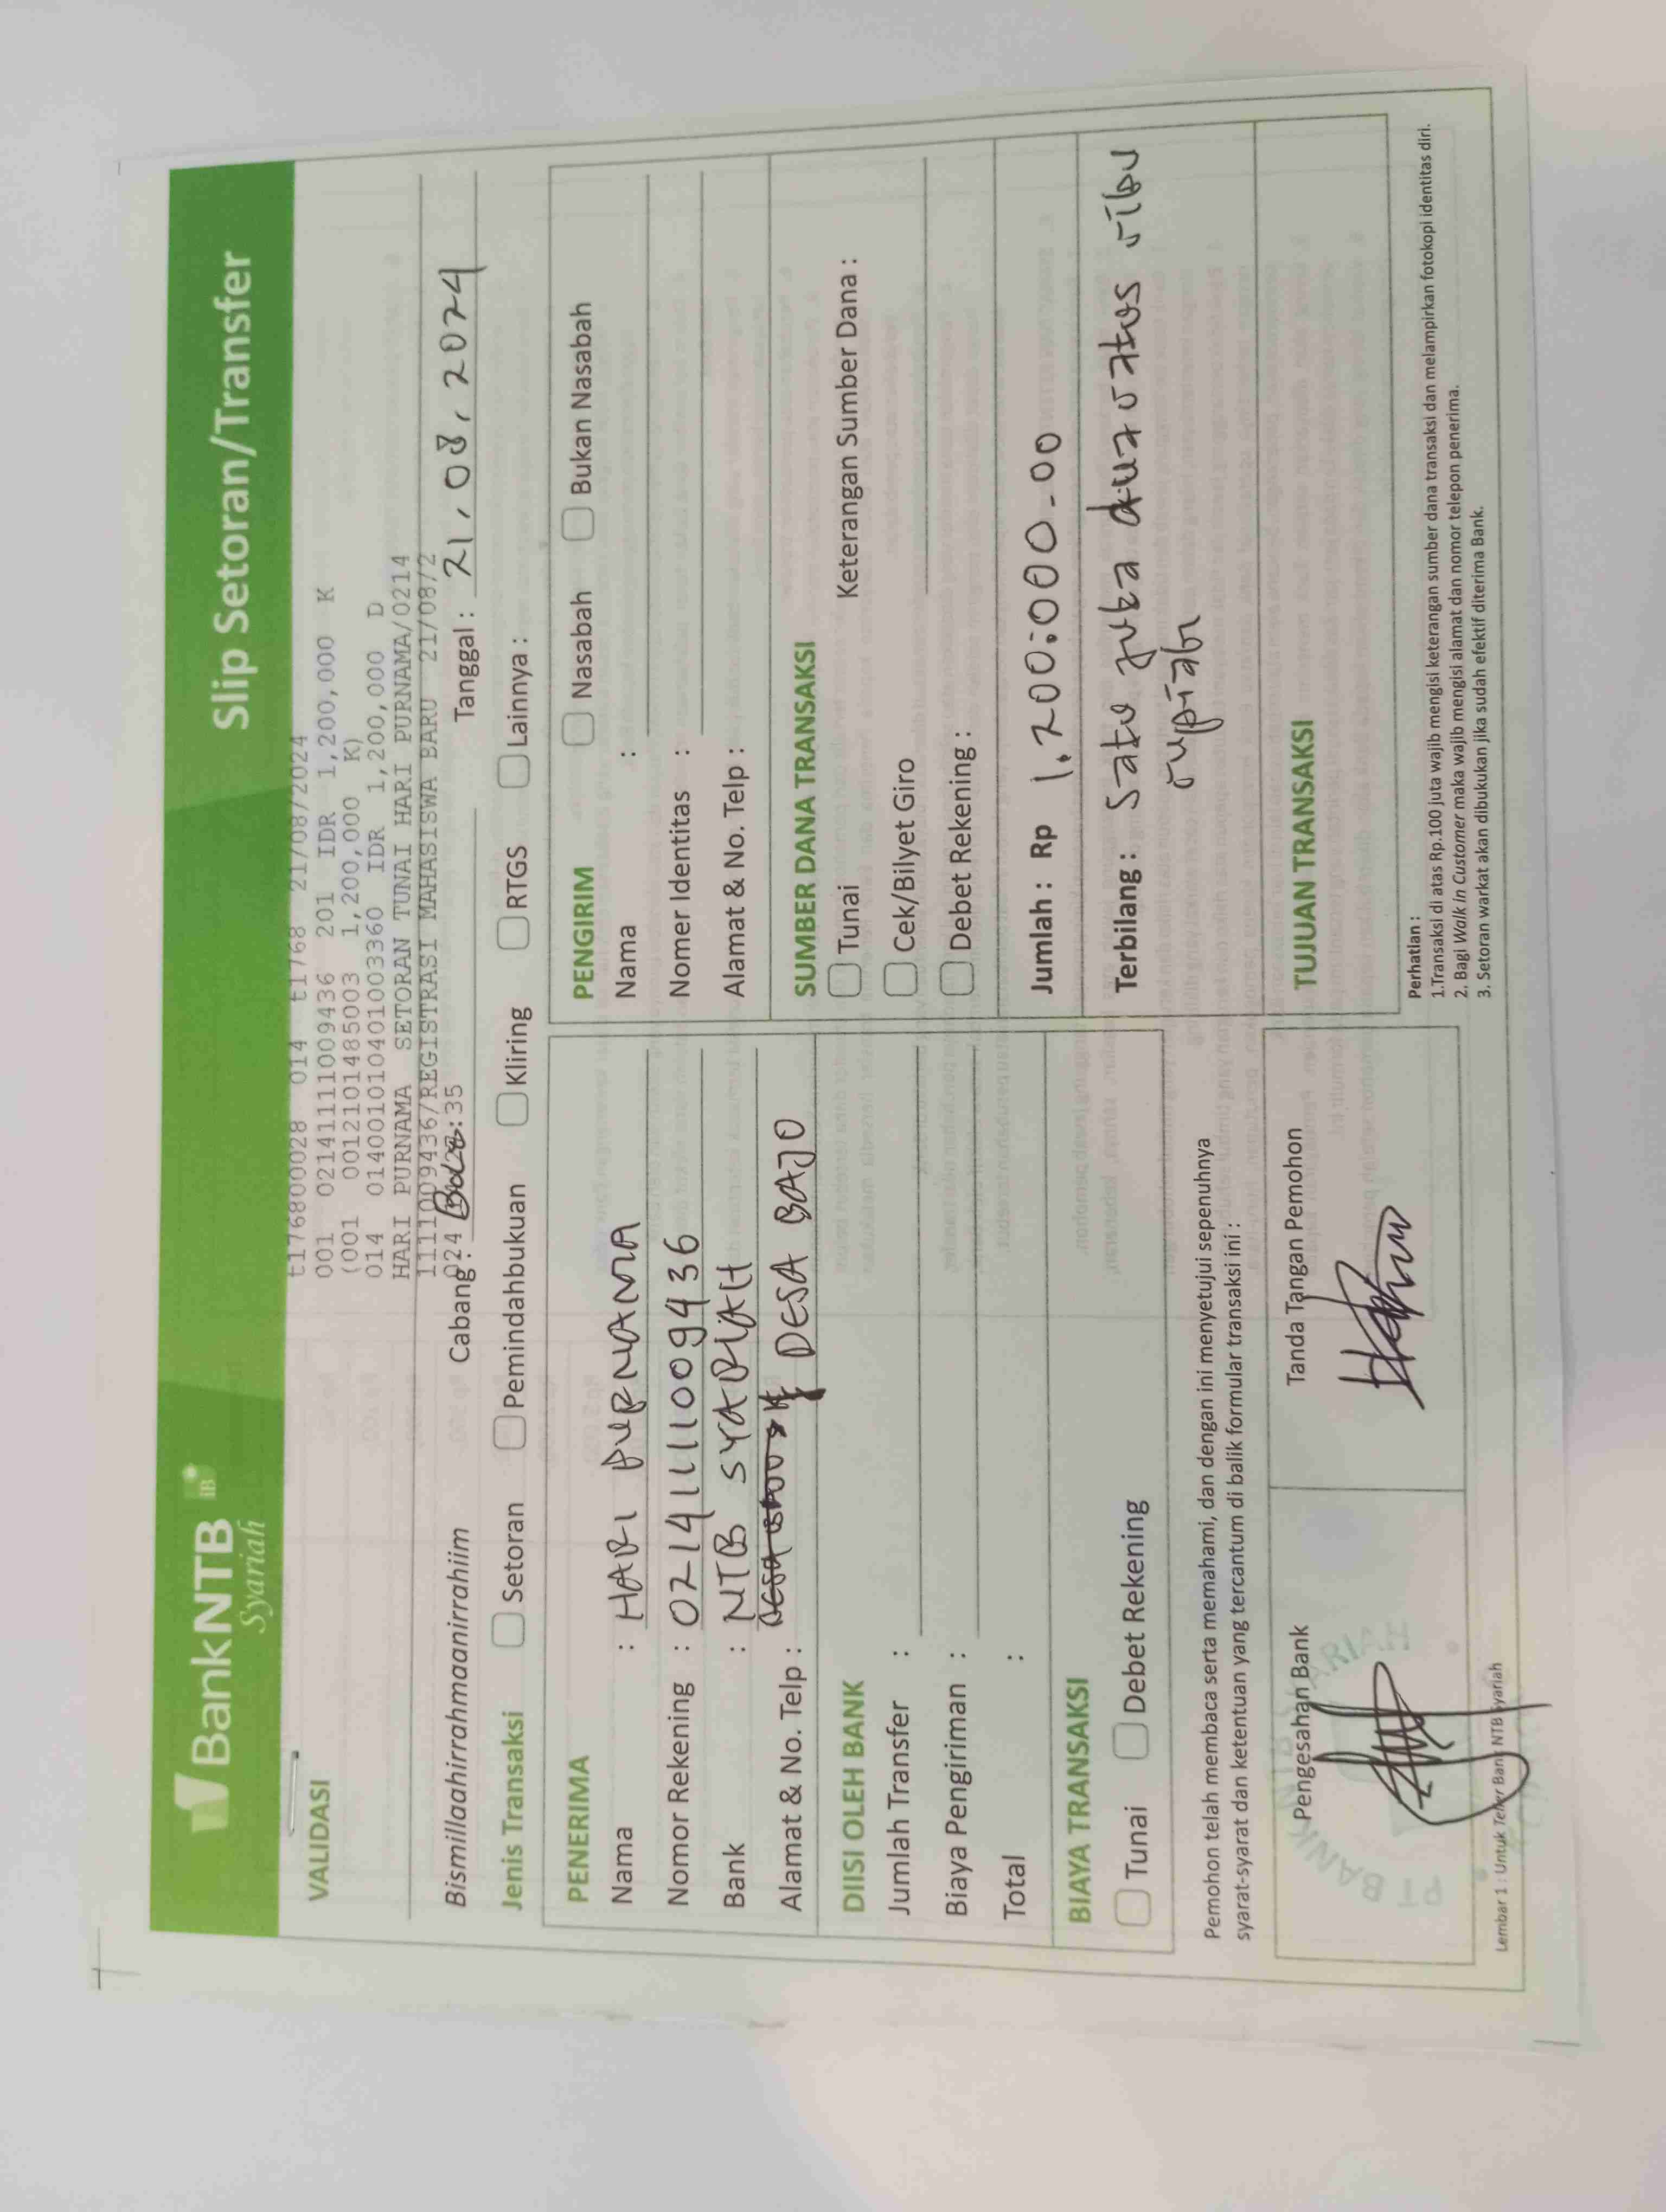 BankNTB
Syariah
Slip Setoran/Transfer
VALIDASI
t176800028 014 t1768 21/08/2024
001 0214111009436 201 IDR 1,200,000 K
(001 0012101485003 1,200,000 K)
014 0140010104010033​60 IDR 1,200,000 D
HARI PURNAMA SETORAN TUNAI HARI PURNAMA/0214
1111009436/REGISTRASI MAHASISWA BARU 21/08/2
024 :35
Bismillaahirrahmaanirrahiim
Cabang :
Tanggal : 21, 08, 2024
Jenis Transaksi
Setoran
Pemindahbukuan
Kliring
RTGS
Lainnya :
PENERIMA
Nama : HARI PURNAMA
Nomor Rekening : 0214111009436
Bank : NTB SYARIAH
Alamat & No. Telp : DESA BAJO
DIISI OLEH BANK
Jumlah Transfer :
Biaya Pengiriman :
Total :
BIAYA TRANSAKSI
Tunai
Debet Rekening
Pemohon telah membaca serta memahami, dan dengan ini menyetujui sepenuhnya
syarat-syarat dan ketentuan yang tercantum di balik formular transaksi ini :
Pengesahan Bank
Tanda Tangan Pemohon
Lembar 1 : Untuk Teller Bank NTB Syariah
PENGIRIM
Nasabah
Bukan Nasabah
Nama :
Nomer Identitas :
Alamat & No. Telp :
SUMBER DANA TRANSAKSI
Tunai
Keterangan Sumber Dana :
Cek/Bilyet Giro
Debet Rekening :
Jumlah : Rp 1.200.000-00
Terbilang : Satu juta dua ratus ribu
rupiah
TUJUAN TRANSAKSI
Perhatian :
1.Transaksi di atas Rp.100 juta wajib mengisi keterangan sumber dana transaksi dan melampirkan fotokopi identitas diri.
2. Bagi Walk in Customer maka wajib mengisi alamat dan nomor telepon penerima.
3. Setoran warkat akan dibukukan jika sudah efektif diterima Bank.